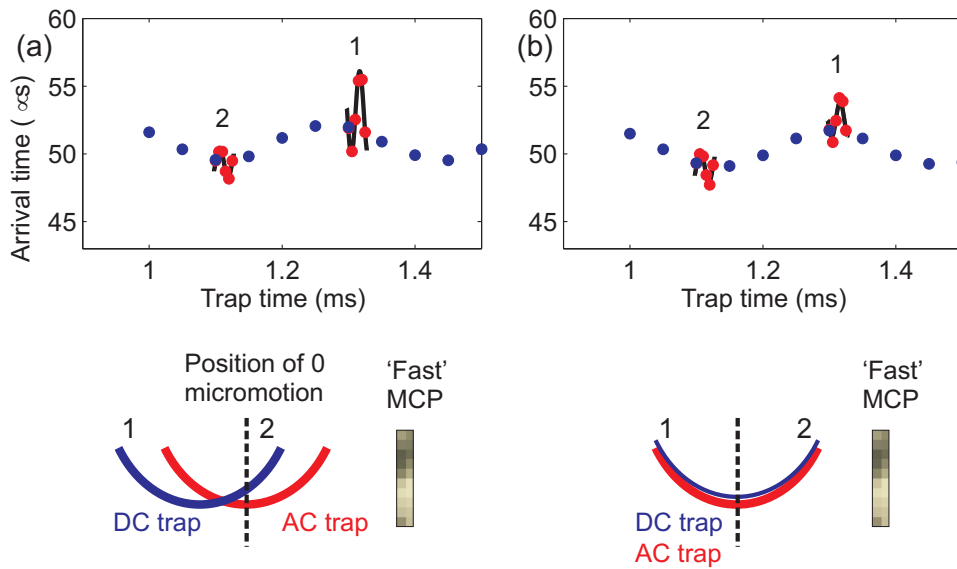 (a)
60
55
50
45
Arrival time ( ∝s)
2
1
1
1.2
1.4
Trap time (ms)
(b)
60
55
50
45
2
1
1
1.2
1.4
Trap time (ms)
Position of 0
micromotion
'Fast'
MCP
1
2
DC trap
AC trap
'Fast'
MCP
1
2
DC trap
AC trap